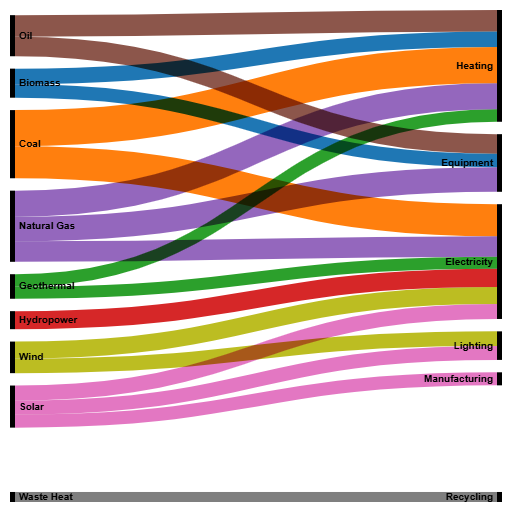 Oil
Biomass
Coal
Natural Gas
Geothermal
Hydropower
Wind
Solar
Waste Heat
Heating
Equipment
Electricity
Lighting
Manufacturing
Recycling